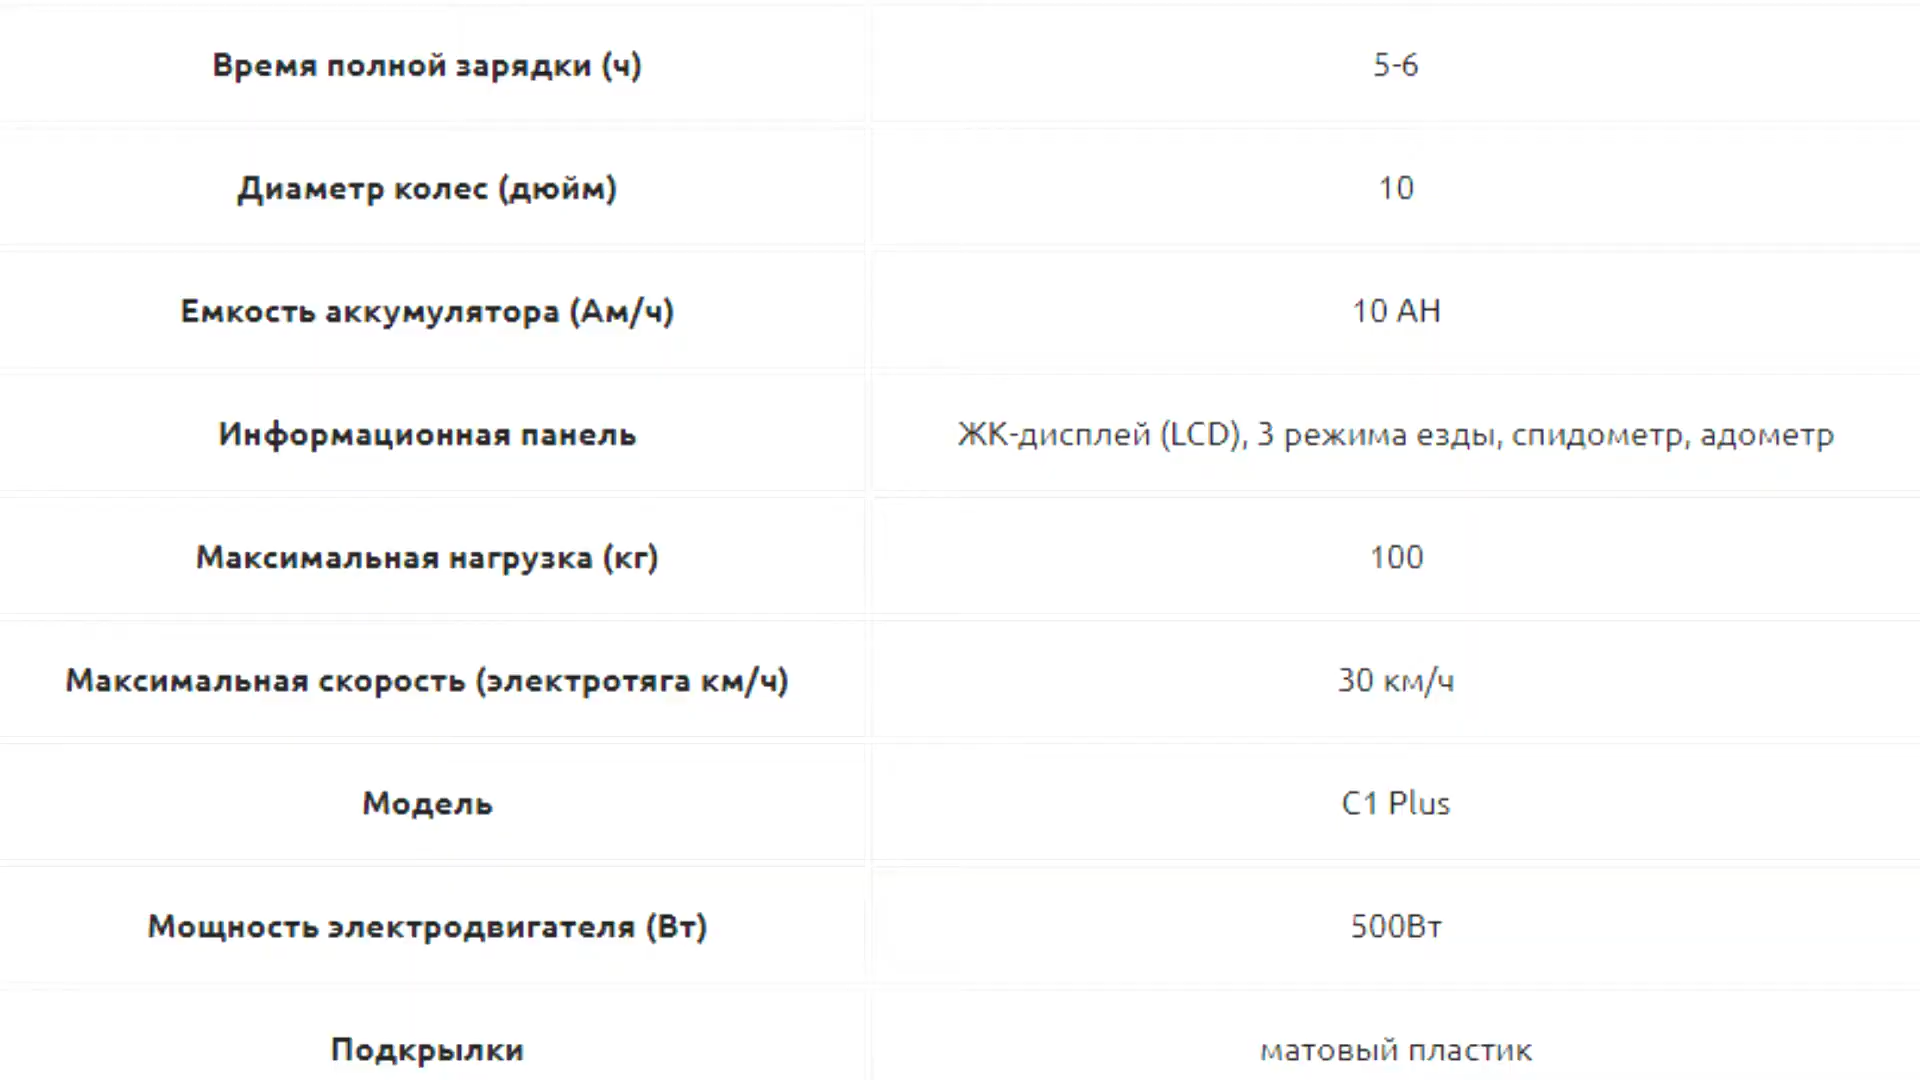 Время полной зарядки (ч) 5-6
Диаметр колес (дюйм) 10
Емкость аккумулятора (Ам/ч) 10 AH
Информационная панель ЖК-дисплей (LCD), 3 режима езды, спидометр, адометр
Максимальная нагрузка (кг) 100
Максимальная скорость (электротяга км/ч) 30 км/ч
Модель C1 Plus
Мощность электродвигателя (Вт) 500Вт
Подкрылки матовый пластик